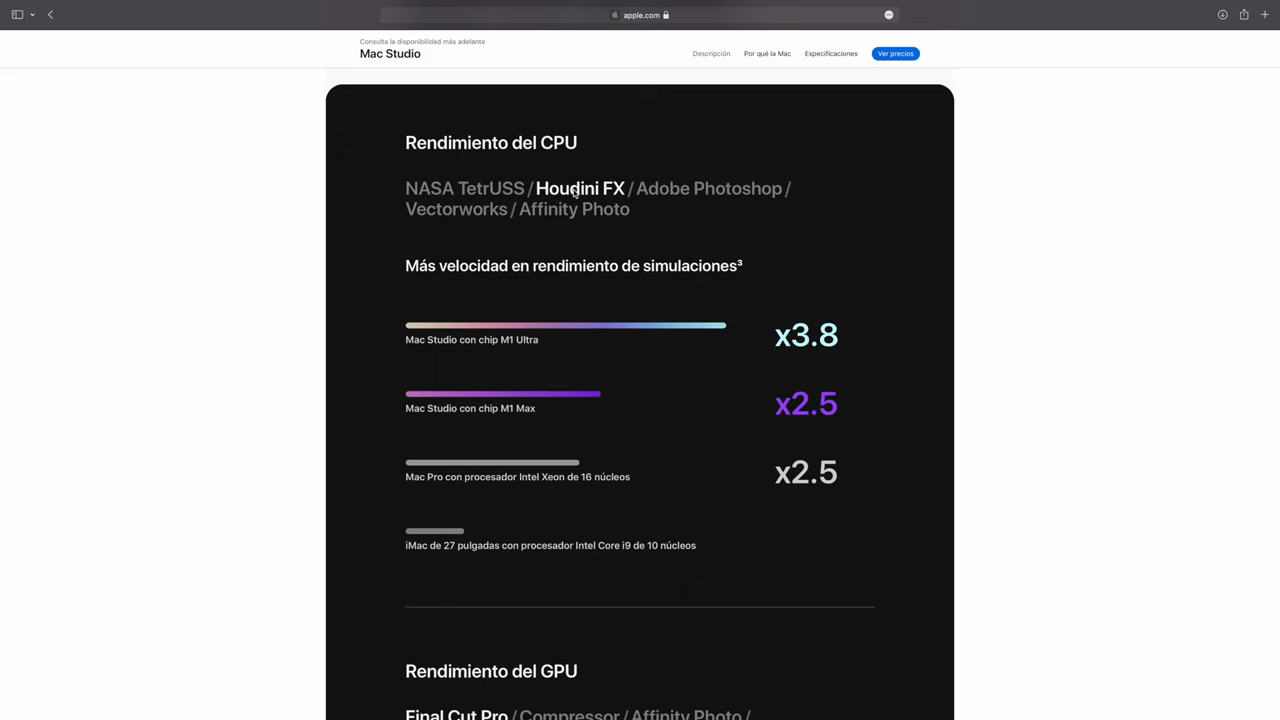 apple.com
Consulta la disponibilidad más adelante
Mac Studio
Descripción Por qué la Mac Especificaciones Ver precios
Rendimiento del CPU
NASA TetrUSS / Houdini FX / Adobe Photoshop /
Vectorworks / Affinity Photo
Más velocidad en rendimiento de simulaciones³
Mac Studio con chip M1 Ultra
x3.8
Mac Studio con chip M1 Max
x2.5
Mac Pro con procesador Intel Xeon de 16 núcleos
x2.5
iMac de 27 pulgadas con procesador Intel Core i9 de 10 núcleos
Rendimiento del GPU
Final Cut Pro / Compressor / Affinity Photo /